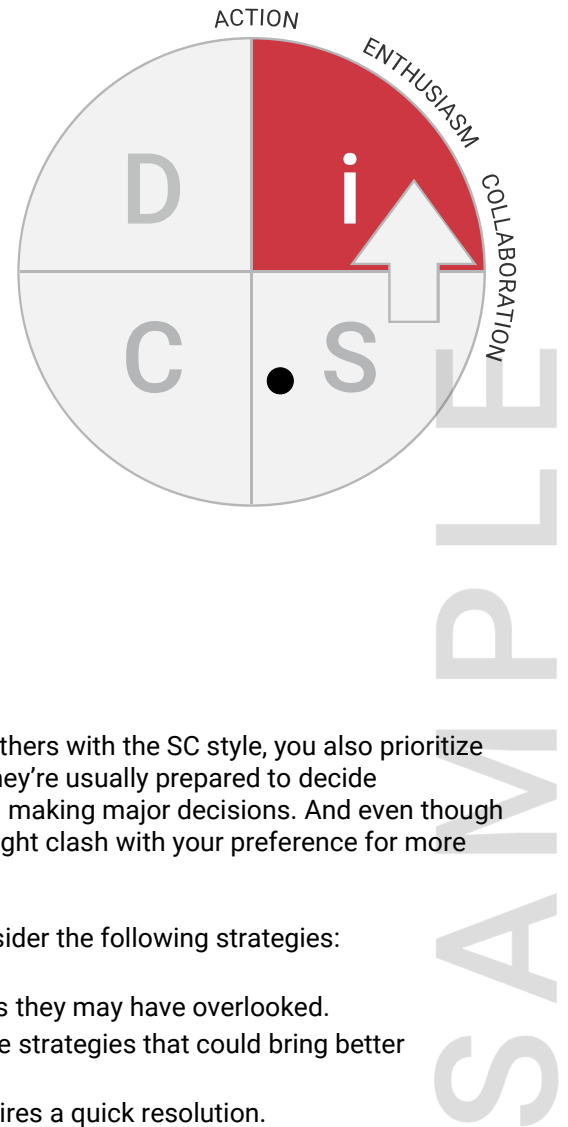 ACTION
ENTHUSIASM
COLLABORATION
D
i
C
S
thers with the SC style, you also prioritize
hey’re usually prepared to decide
making major decisions. And even though
ght clash with your preference for more
sider the following strategies:
s they may have overlooked.
e strategies that could bring better
ires a quick resolution.
SAMPLE